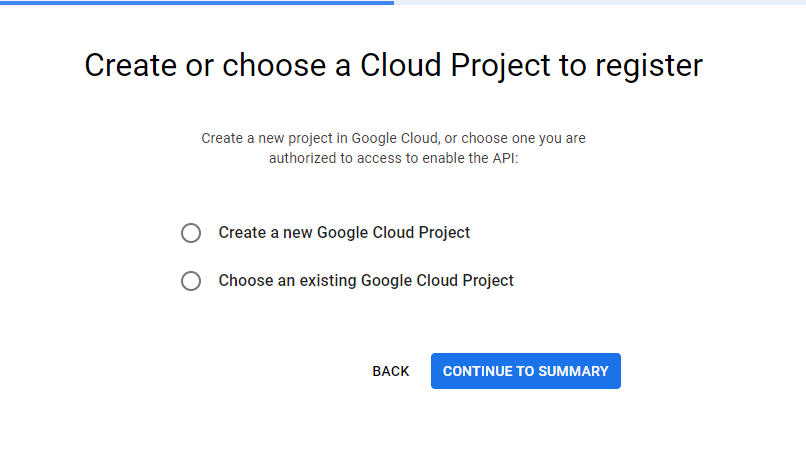 Create or choose a Cloud Project to register
Create a new project in Google Cloud, or choose one you are
authorized to access to enable the API:
Create a new Google Cloud Project
Choose an existing Google Cloud Project
BACK CONTINUE TO SUMMARY